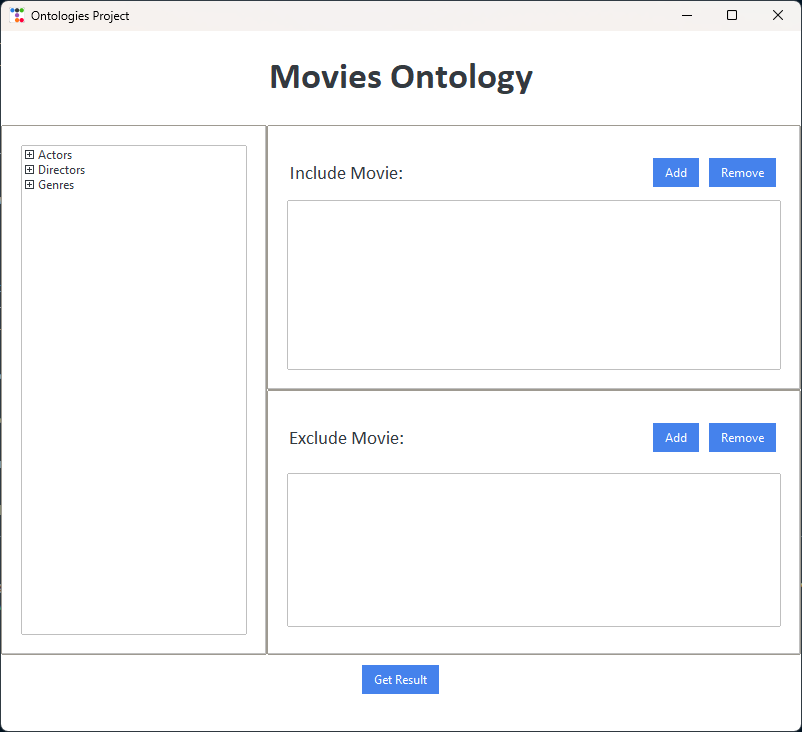 Ontologies Project
Movies Ontology
Actors
Directors
Genres
Include Movie:
Add
Remove
Exclude Movie:
Add
Remove
Get Result